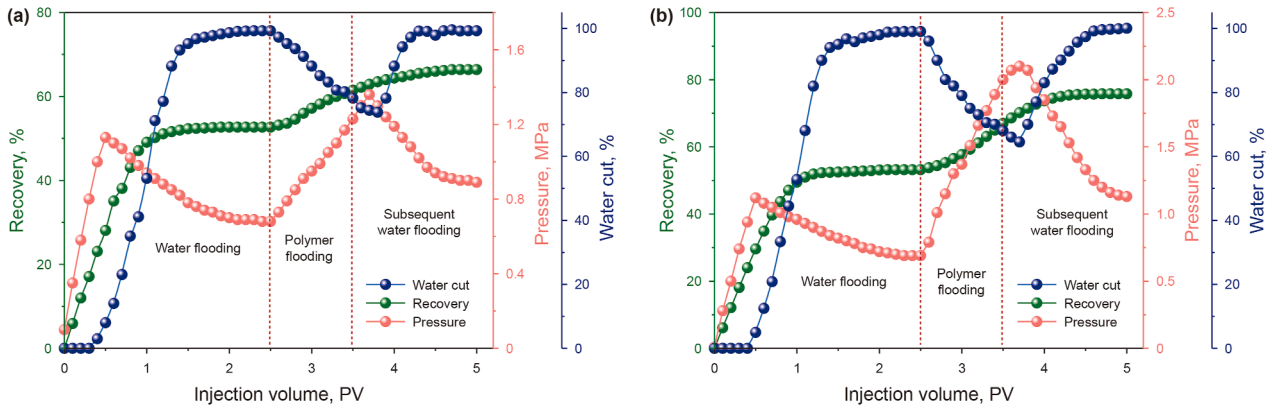 (a)
80
60
40
20
0
Recovery, %
0
1
2
3
4
5
Injection volume, PV
Water flooding
Polymer
flooding
Subsequent
water flooding
Water cut
Recovery
Pressure
1.8
1.4
1.1
0.7
0.4
0
Pressure, MPa
100
80
60
40
20
0
Water cut, %
(b)
100
80
60
40
20
0
Recovery, %
0
1
2
3
4
5
Injection volume, PV
Water flooding
Polymer
flooding
Subsequent
water flooding
Water cut
Recovery
Pressure
2.5
2.0
1.5
1.0
0.5
0
Pressure, MPa
100
80
60
40
20
0
Water cut, %